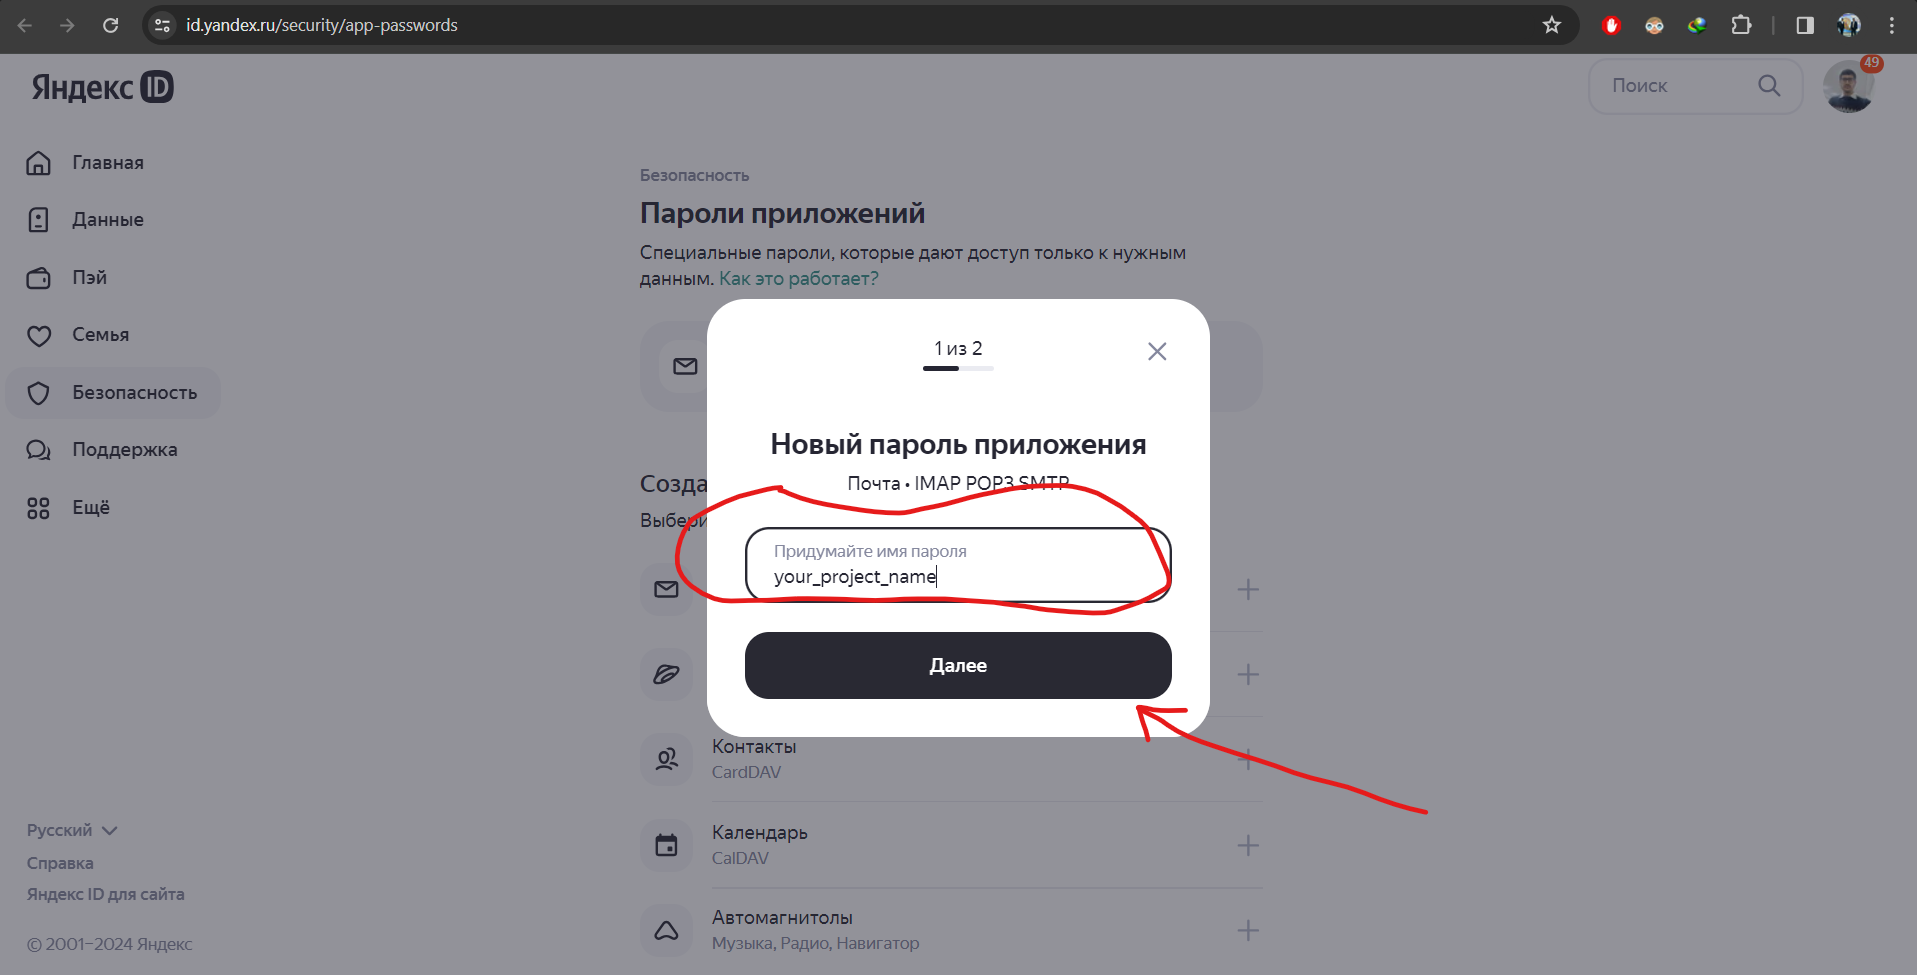 id.yandex.ru/security/app-passwords
Яндекс ID
Поиск
49
Главная
Данные
Пэй
Семья
Безопасность
Поддержка
Ещё
Безопасность
Пароли приложений
Специальные пароли, которые дают доступ только к нужным
данным. Как это работает?
1 из 2
Новый пароль приложения
Почта • IMAP POP3 SMTP
Придумайте имя пароля
your_project_name
Далее
Созда
Выбери
Контакты
CardDAV
Календарь
CalDAV
Автомагнитолы
Музыка, Радио, Навигатор
Русский
Справка
Яндекс ID для сайта
© 2001–2024 Яндекс